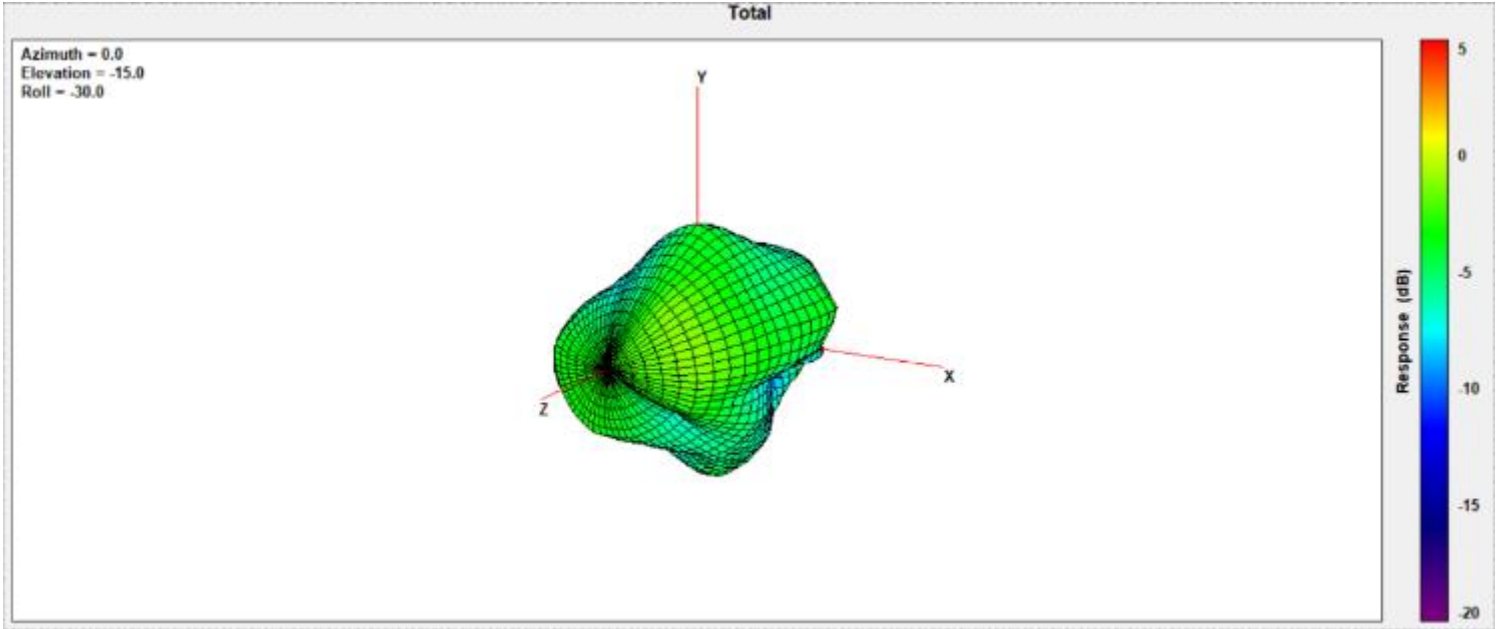 Total
Azimuth = 0.0
Elevation = -15.0
Roll = -30.0
Y
X
Z
5
0
-5
-10
-15
-20
Response (dB)